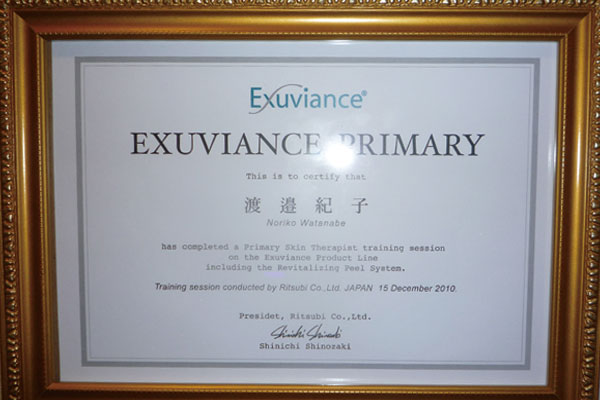 Exuviance®
EXUVIANCE PRIMARY
This is to certify that
渡邉紀子
Noriko Watanabe
has completed a Primary Skin Therapist training session
on the Exuviance Product Line
including the Revitalizing Peel System.
Training session conducted by Ritsubi Co.,Ltd. JAPAN 15 December 2010.
Presidet, Ritsubi Co.,Ltd.
Shinichi Shinozaki